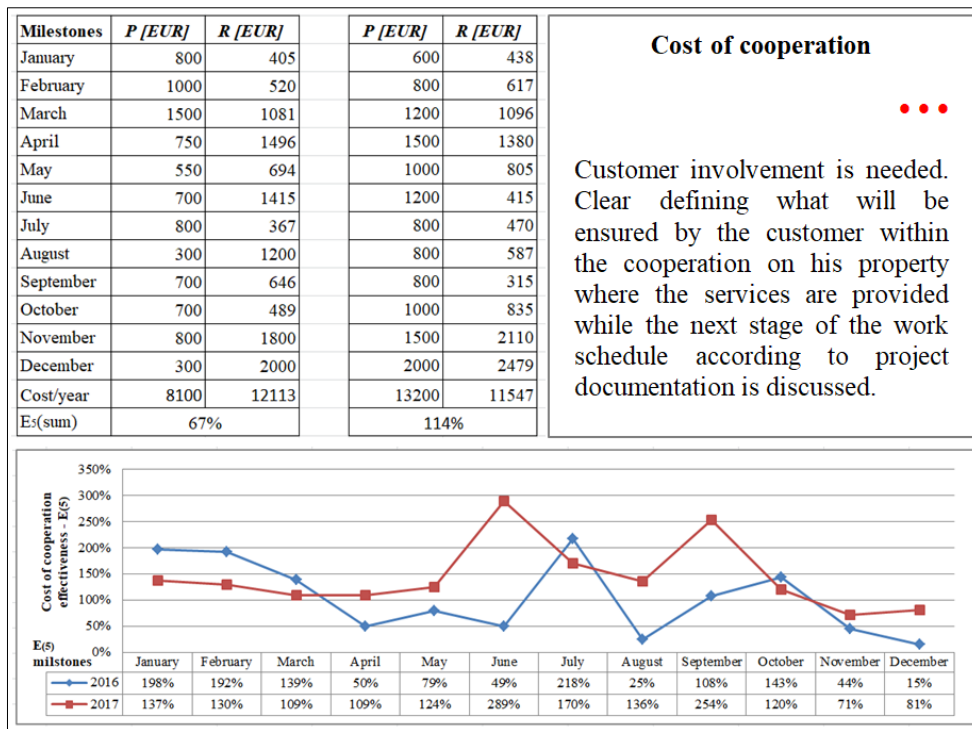 Milestones P [EUR] R [EUR] P [EUR] R [EUR]
January 800 405 600 438
February 1000 520 800 617
March 1500 1081 1200 1096
April 750 1496 1500 1380
May 550 694 1000 805
June 700 1415 1200 415
July 800 367 800 470
August 300 1200 800 587
September 700 646 800 315
October 700 489 1000 835
November 800 1800 1500 2110
December 300 2000 2000 2479
Cost/year 8100 12113 13200 11547
E5(sum) 67% 114%
Cost of cooperation
•••
Customer involvement is needed.
Clear defining what will be
ensured by the customer within
the cooperation on his property
where the services are provided
while the next stage of the work
schedule according to project
documentation is discussed.
Cost of cooperation
effectiveness - E(5)
350%
300%
250%
200%
150%
100%
50%
0%
E(5)
milstones January February March April May June July August September October November December
2016 198% 192% 139% 50% 79% 49% 218% 25% 108% 143% 44% 15%
2017 137% 130% 109% 109% 124% 289% 170% 136% 254% 120% 71% 81%